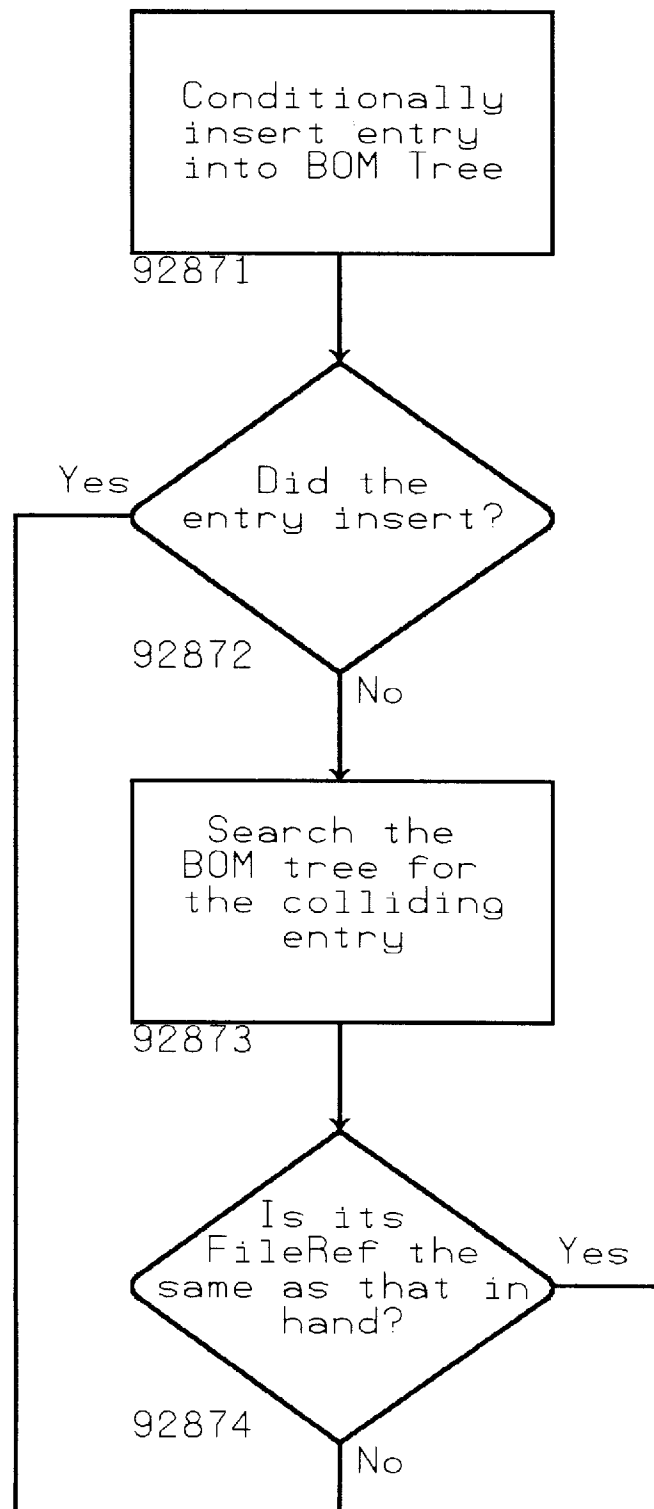 Conditionally
insert entry
into BOM Tree
92871
Yes
Did the
entry insert?
92872
No
Search the
BOM tree for
the colliding
entry
92873
Is its
FileRef the
same as that in
hand?
Yes
92874
No